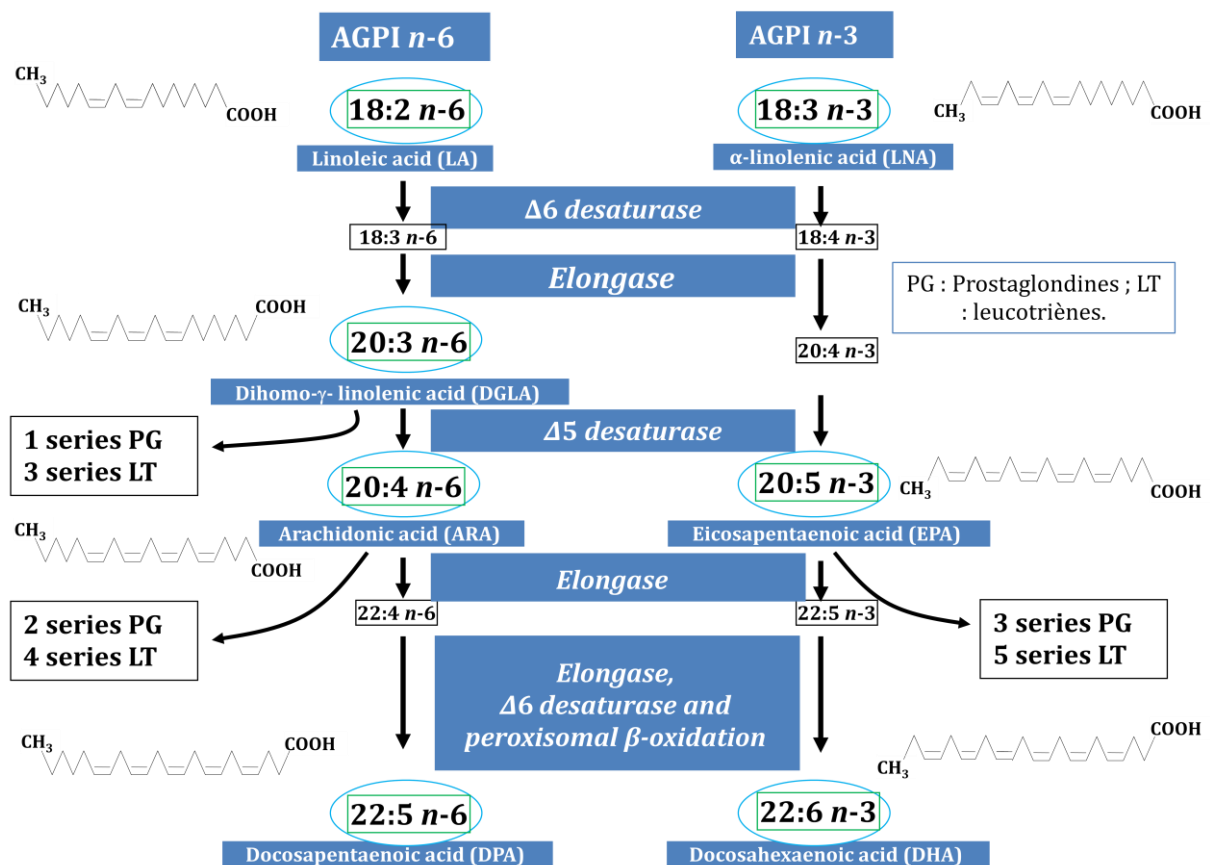 AGPI n-6
AGPI n-3
CH₃
COOH
18:2 n-6
18:3 n-3
CH₃
COOH
Linoleic acid (LA)
α-linolenic acid (LNA)
Δ6 desaturase
18:3 n-6
18:4 n-3
Elongase
PG : Prostaglondines ; LT
: leucotriènes.
CH₃
COOH
20:3 n-6
20:4 n-3
Dihomo-γ- linolenic acid (DGLA)
1 series PG
3 series LT
Δ5 desaturase
20:4 n-6
20:5 n-3
CH₃
COOH
Arachidonic acid (ARA)
Eicosapentaenoic acid (EPA)
CH₃
COOH
Elongase
22:4 n-6
22:5 n-3
2 series PG
4 series LT
3 series PG
5 series LT
Elongase,
Δ6 desaturase and
peroxisomal β-oxidation
CH₃
COOH
CH₃
COOH
22:5 n-6
22:6 n-3
Docosapentaenoic acid (DPA)
Docosahexaenoic acid (DHA)